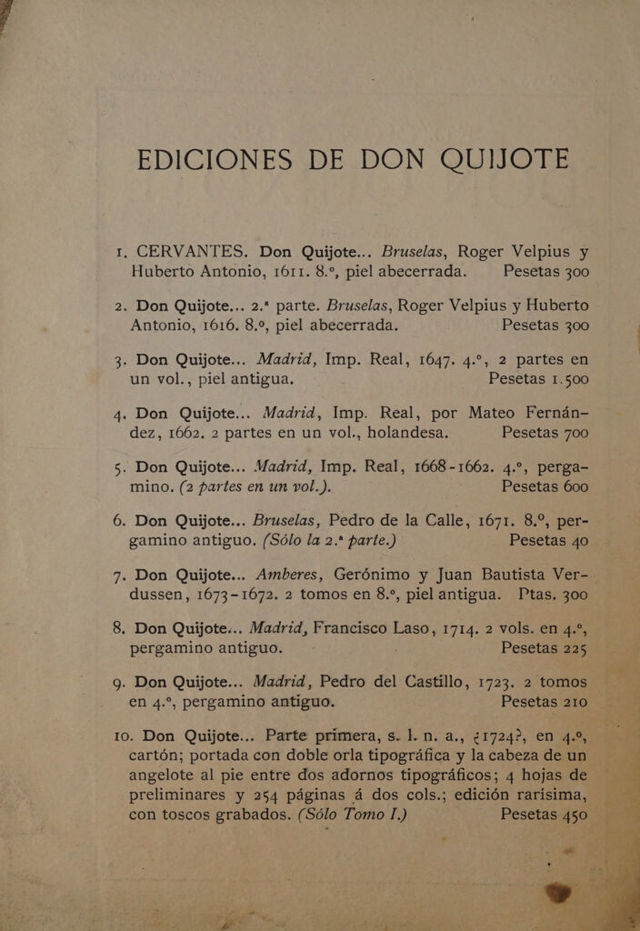 EDICIONES DE DON QUIJOTE
1. CERVANTES. Don Quijote... Bruselas, Roger Velpius y
Huberto Antonio, 1611. 8.º, piel abecerrada. Pesetas 300
2. Don Quijote... 2.ª parte. Bruselas, Roger Velpius y Huberto
Antonio, 1616. 8.º, piel abecerrada. Pesetas 300
3. Don Quijote... Madrid, Imp. Real, 1647. 4.º, 2 partes en
un vol., piel antigua. Pesetas 1.500
4. Don Quijote... Madrid, Imp. Real, por Mateo Fernán-
dez, 1662. 2 partes en un vol., holandesa. Pesetas 700
5. Don Quijote... Madrid, Imp. Real, 1668-1662. 4.º, perga-
mino. (2 partes en un vol.). Pesetas 600
6. Don Quijote... Bruselas, Pedro de la Calle, 1671. 8.º, per-
gamino antiguo. (Sólo la 2.ª parte.) Pesetas 40
7. Don Quijote... Amberes, Gerónimo y Juan Bautista Ver-
dussen, 1673-1672. 2 tomos en 8.º, piel antigua. Ptas. 300
8. Don Quijote... Madrid, Francisco Laso, 1714. 2 vols. en 4.º,
pergamino antiguo. Pesetas 225
9. Don Quijote... Madrid, Pedro del Castillo, 1723. 2 tomos
en 4.º, pergamino antiguo. Pesetas 210
10. Don Quijote... Parte primera, s. l. n. a., ¿1724?, en 4.º,
cartón; portada con doble orla tipográfica y la cabeza de un
angelote al pie entre dos adornos tipográficos; 4 hojas de
preliminares y 254 páginas á dos cols.; edición rarísima,
con toscos grabados. (Sólo Tomo I.) Pesetas 450